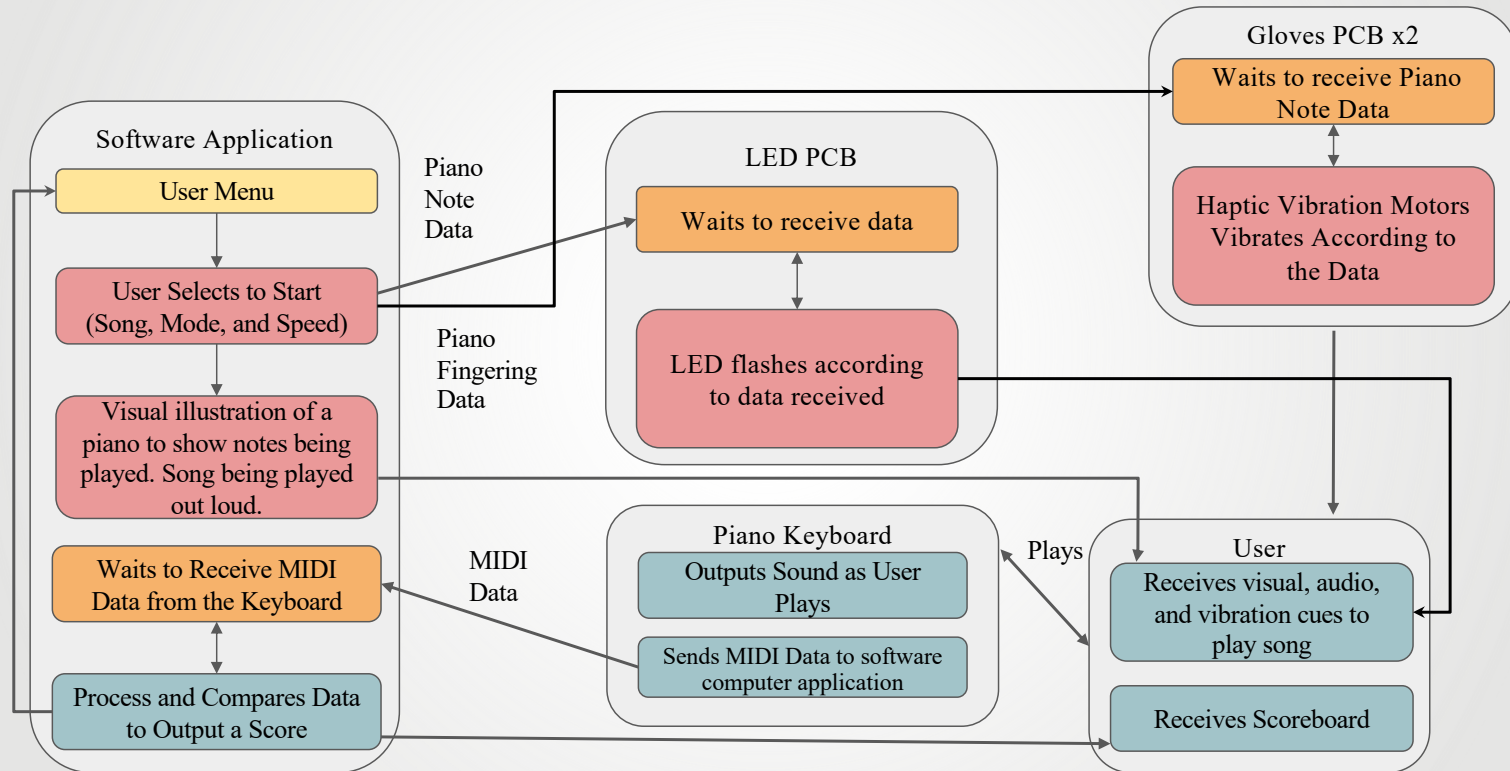 Software Application
User Menu
User Selects to Start
(Song, Mode, and Speed)
Visual illustration of a
piano to show notes being
played. Song being played
out loud.
Waits to Receive MIDI
Data from the Keyboard
Process and Compares Data
to Output a Score
Piano
Note
Data
Piano
Fingering
Data
MIDI
Data
LED PCB
Waits to receive data
LED flashes according
to data received
Piano Keyboard
Outputs Sound as User
Plays
Sends MIDI Data to software
computer application
Plays
Gloves PCB x2
Waits to receive Piano
Note Data
Haptic Vibration Motors
Vibrates According to
the Data
User
Receives visual, audio,
and vibration cues to
play song
Receives Scoreboard